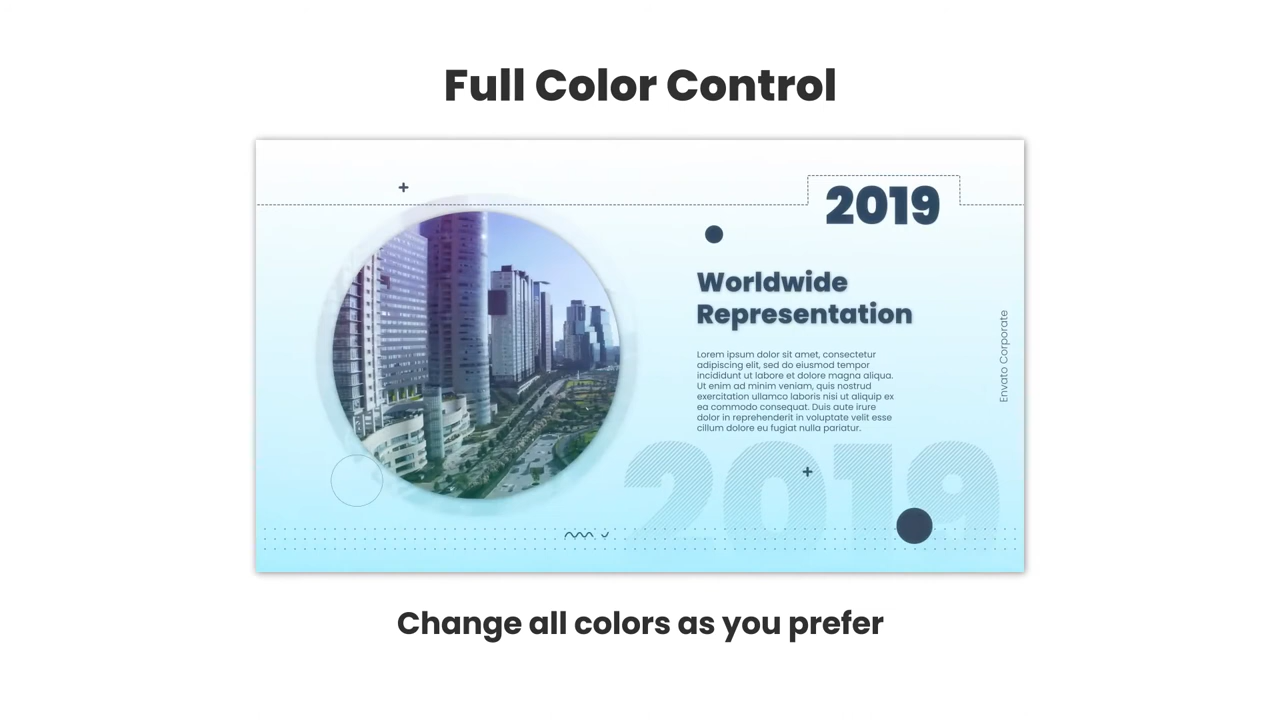 Full Color Control
2019
Worldwide
Representation
Lorem ipsum dolor sit amet, consectetur
adipiscing elit, sed do eiusmod tempor
incididunt ut labore et dolore magna aliqua.
Ut enim ad minim veniam, quis nostrud
exercitation ullamco laboris nisi ut aliquip ex
ea commodo consequat. Duis aute irure
dolor in reprehenderit in voluptate velit esse
cillum dolore eu fugiat nulla pariatur.
Envato Corporate
2019
Change all colors as you prefer